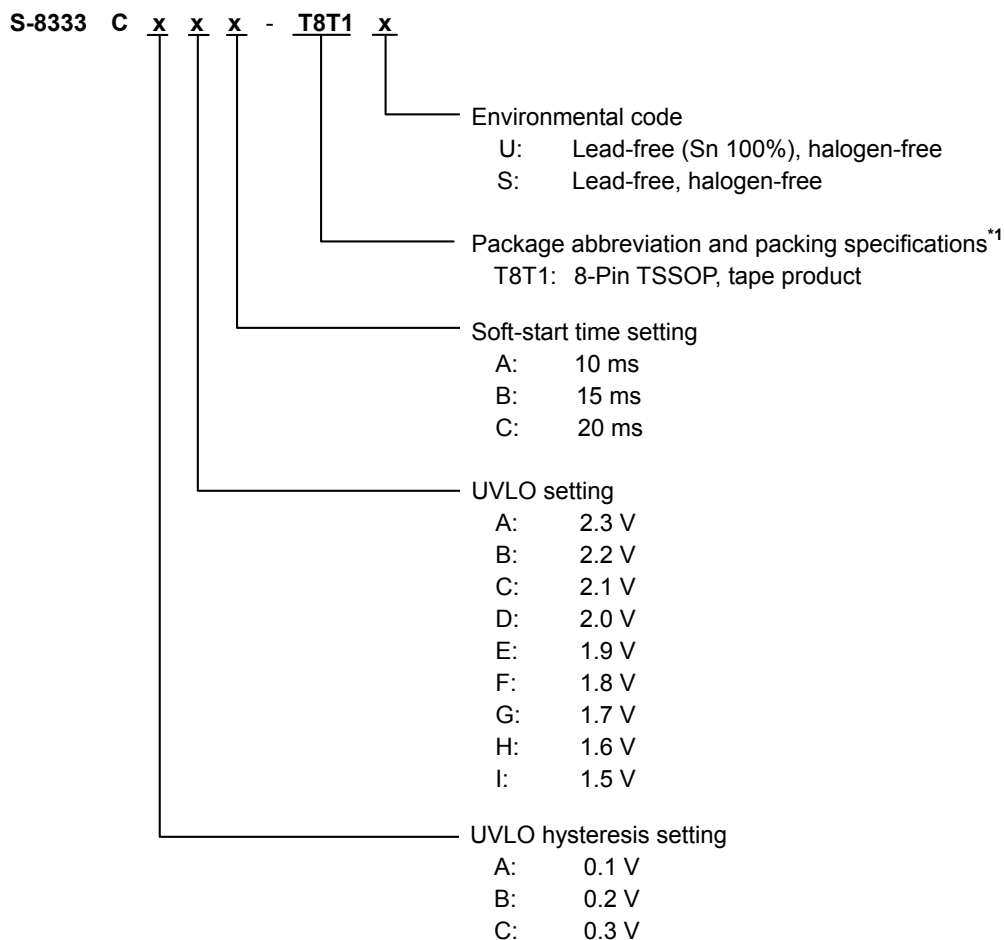 S-8333 C x x x - T8T1 x
Environmental code
U: Lead-free (Sn 100%), halogen-free
S: Lead-free, halogen-free
Package abbreviation and packing specifications*1
T8T1: 8-Pin TSSOP, tape product
Soft-start time setting
A: 10 ms
B: 15 ms
C: 20 ms
UVLO setting
A: 2.3 V
B: 2.2 V
C: 2.1 V
D: 2.0 V
E: 1.9 V
F: 1.8 V
G: 1.7 V
H: 1.6 V
I: 1.5 V
UVLO hysteresis setting
A: 0.1 V
B: 0.2 V
C: 0.3 V